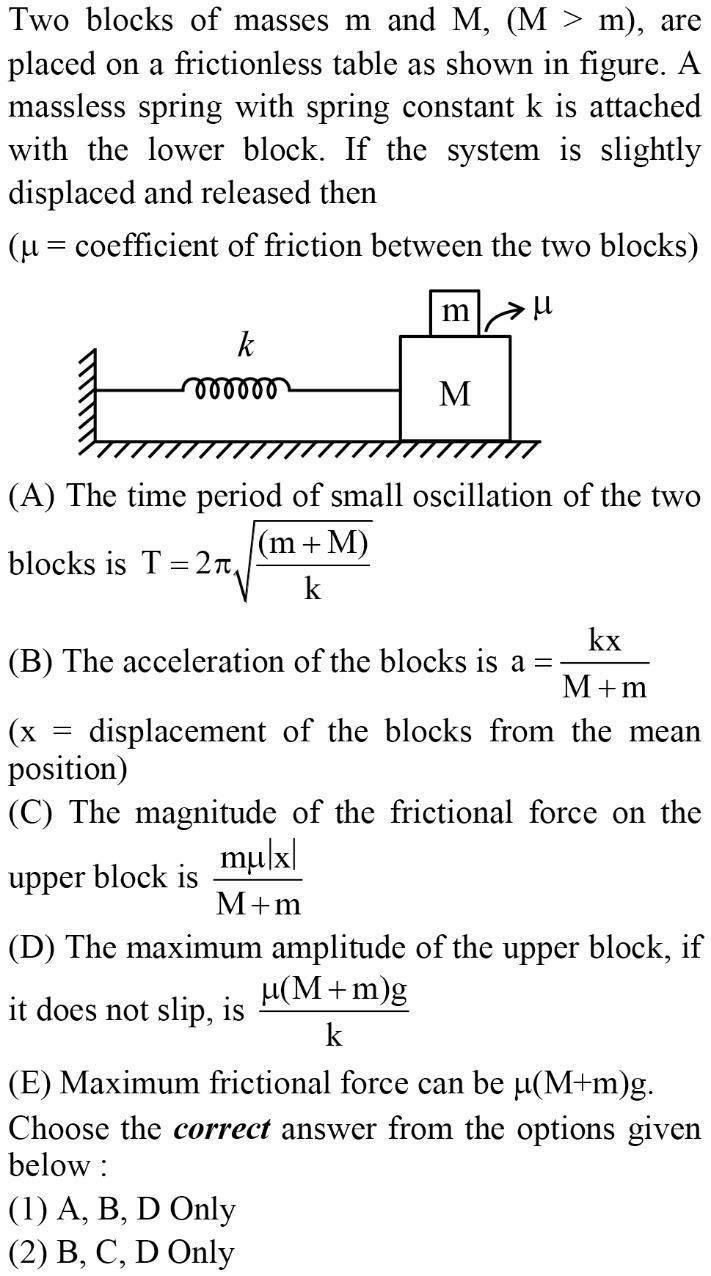 Two blocks of masses m and M, (M > m), are
placed on a frictionless table as shown in figure. A
massless spring with spring constant k is attached
with the lower block. If the system is slightly
displaced and released then
(μ = coefficient of friction between the two blocks)
m μ
k
M
(A) The time period of small oscillation of the two
blocks is T = 2π√((m + M)/k)
(B) The acceleration of the blocks is a = kx/(M + m)
(x = displacement of the blocks from the mean
position)
(C) The magnitude of the frictional force on the
upper block is mμ|x|/(M + m)
(D) The maximum amplitude of the upper block, if
it does not slip, is μ(M + m)g/k
(E) Maximum frictional force can be μ(M+m)g.
Choose the correct answer from the options given
below :
(1) A, B, D Only
(2) B, C, D Only